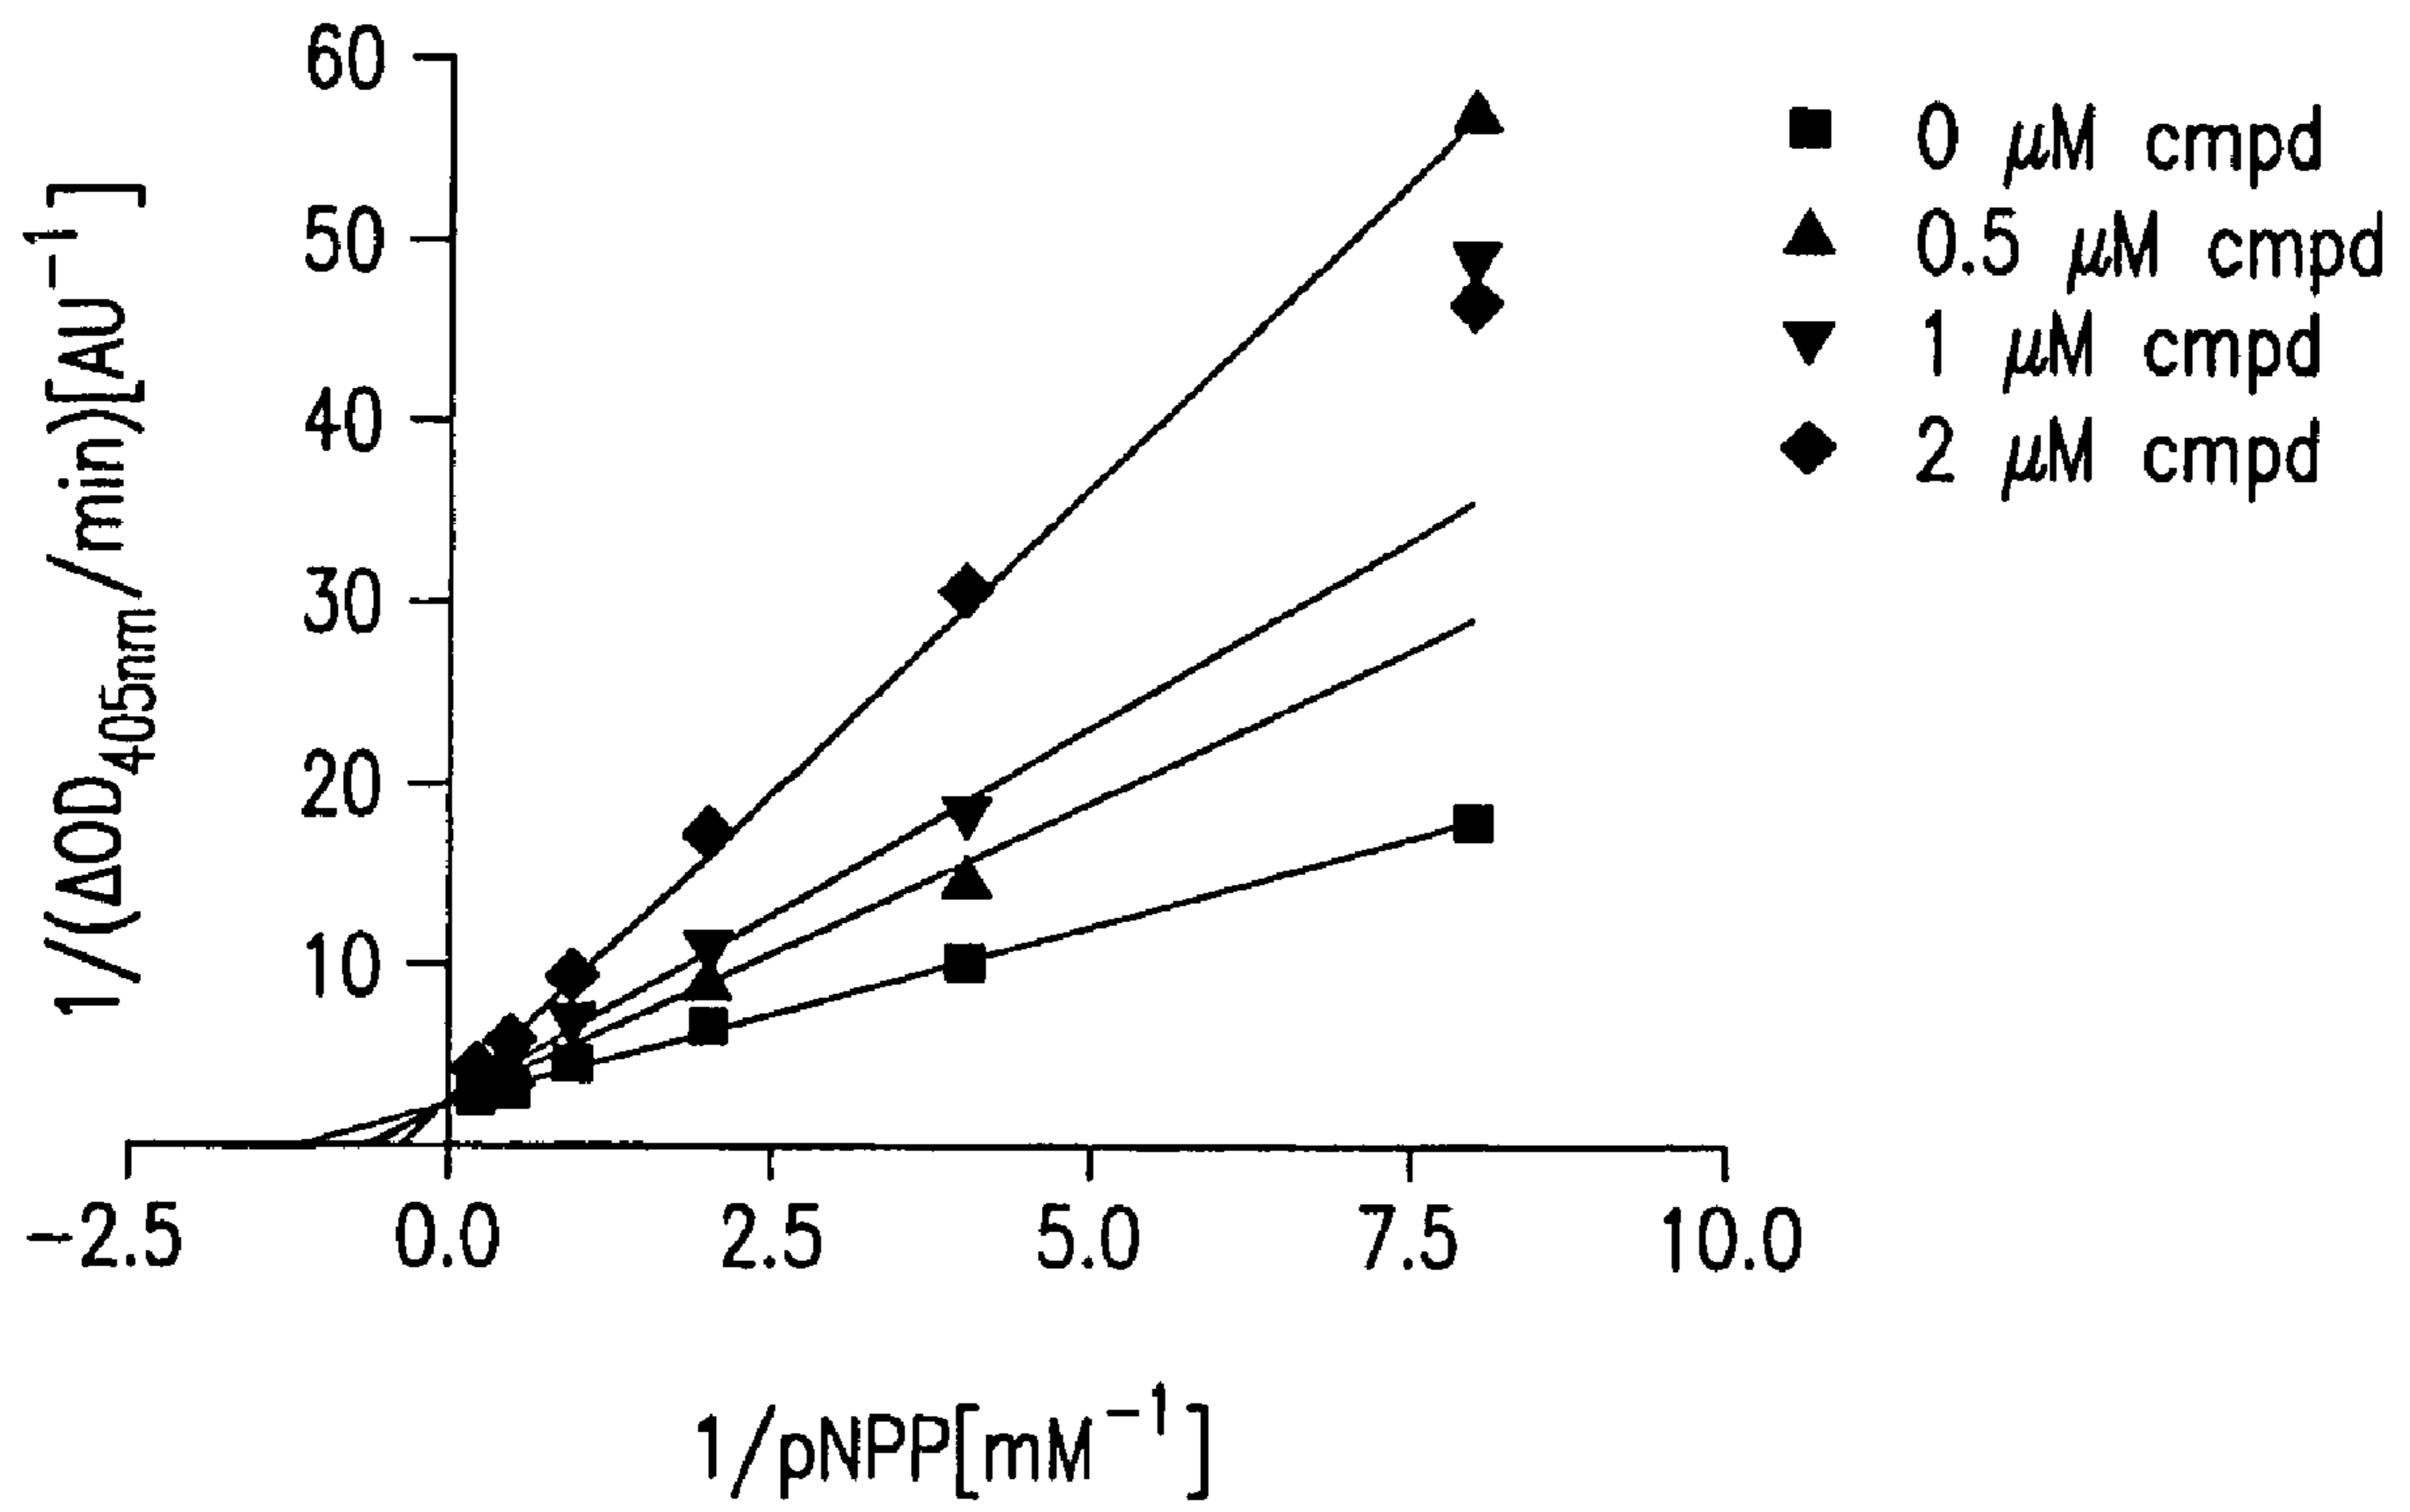 1/(ΔOD405nm/min)[AU⁻¹]
60
50
40
30
20
10
-2.5
0.0
2.5
5.0
7.5
10.0
1/pNPP[mM⁻¹]
0 μM cmpd
0.5 μM cmpd
1 μM cmpd
2 μM cmpd